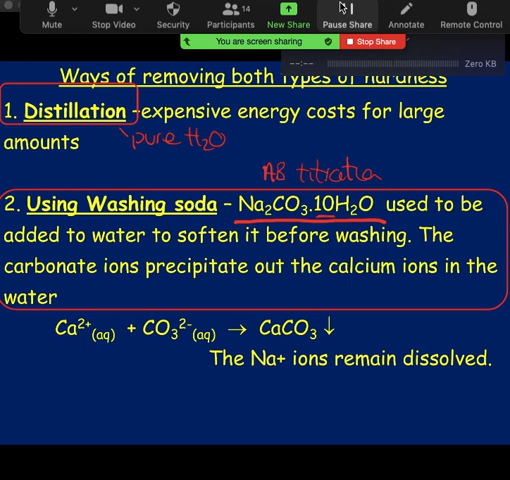 14
Mute
Stop Video
Security
Participants
New Share
Pause Share
Annotate
Remote Control
You are screen sharing
Stop Share
--:--
Zero KB
Ways of removing both types of hardness
1. Distillation -expensive energy costs for large
amounts
pure H₂O
AB titration
2. Using Washing soda – Na₂CO₃.10H₂O used to be
added to water to soften it before washing. The
carbonate ions precipitate out the calcium ions in the
water
Ca²⁺(aq) + CO₃²⁻(aq) → CaCO₃ ↓
The Na+ ions remain dissolved.